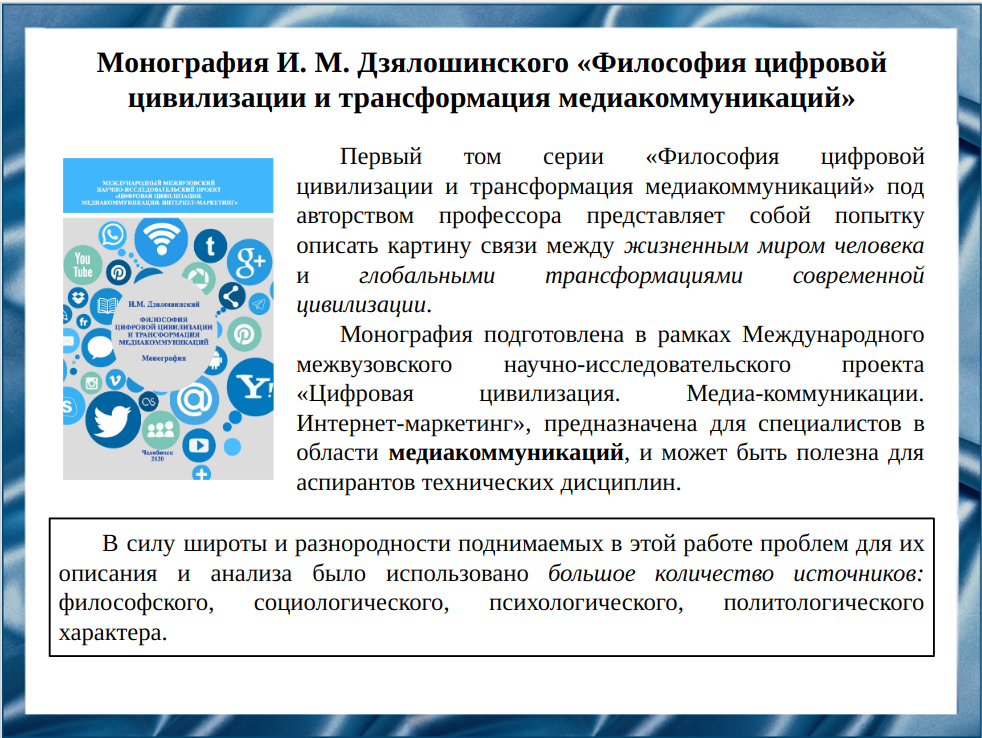 Монография И. М. Дзялошинского «Философия цифровой
цивилизации и трансформация медиакоммуникаций»
МЕЖДУНАРОДНЫЙ МЕЖВУЗОВСКИЙ
НАУЧНО-ИССЛЕДОВАТЕЛЬСКИЙ ПРОЕКТ
«ЦИФРОВАЯ ЦИВИЛИЗАЦИЯ.
МЕДИАКОММУНИКАЦИИ. ИНТЕРНЕТ-МАРКЕТИНГ»
You
Tube
t
g+
И.М. Дзялошинский
ФИЛОСОФИЯ
ЦИФРОВОЙ ЦИВИЛИЗАЦИИ
И ТРАНСФОРМАЦИЯ
МЕДИАКОММУНИКАЦИЙ
Монография
Y!
@
Челябинск
2020
Первый том серии «Философия цифровой
цивилизации и трансформация медиакоммуникаций» под
авторством профессора представляет собой попытку
описать картину связи между жизненным миром человека
и глобальными трансформациями современной
цивилизации.
Монография подготовлена в рамках Международного
межвузовского научно-исследовательского проекта
«Цифровая цивилизация. Медиа-коммуникации.
Интернет-маркетинг», предназначена для специалистов в
области медиакоммуникаций, и может быть полезна для
аспирантов технических дисциплин.
В силу широты и разнородности поднимаемых в этой работе проблем для их
описания и анализа было использовано большое количество источников:
философского, социологического, психологического, политологического
характера.